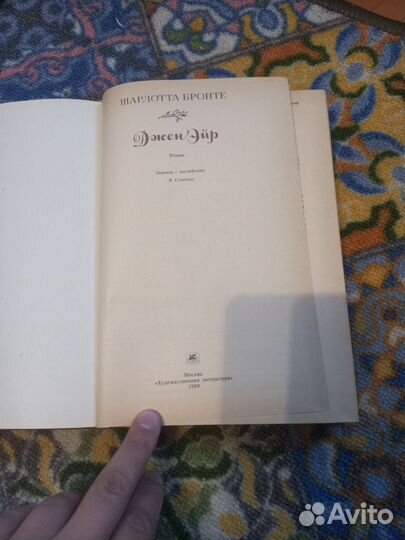 ШАРЛОТТА БРОНТЕ
Джен Эйр
Роман
Перевод с английского
В. Станевич
Москва
«Художественная литература»
1989
Avito